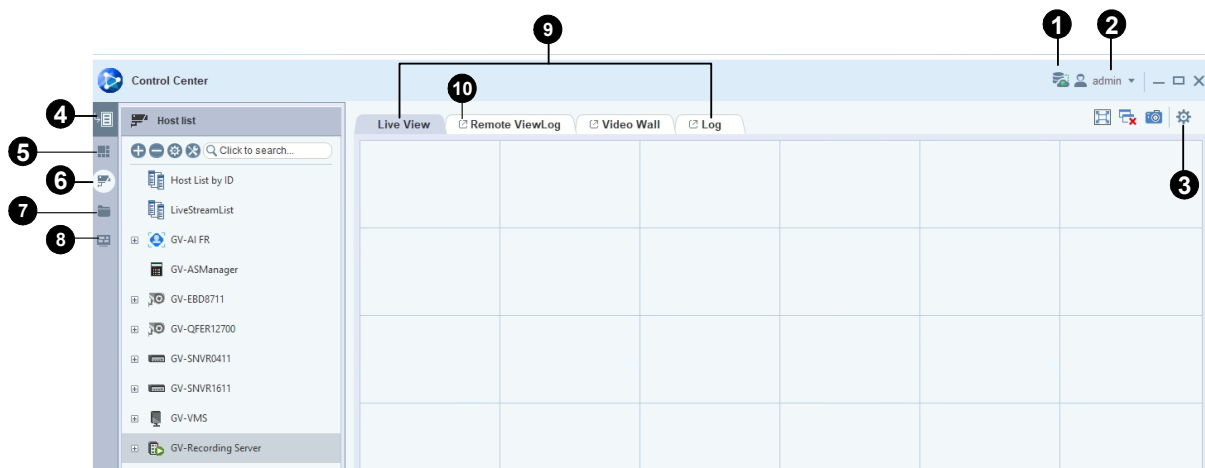 9
1
2
Control Center
admin
10
4
Host list
Live View
Remote ViewLog
Video Wall
Log
5
Click to search...
6
Host List by ID
3
7
LiveStreamList
8
GV-AI FR
GV-ASManager
GV-EBD8711
GV-QFER12700
GV-SNVR0411
GV-SNVR1611
GV-VMS
GV-Recording Server